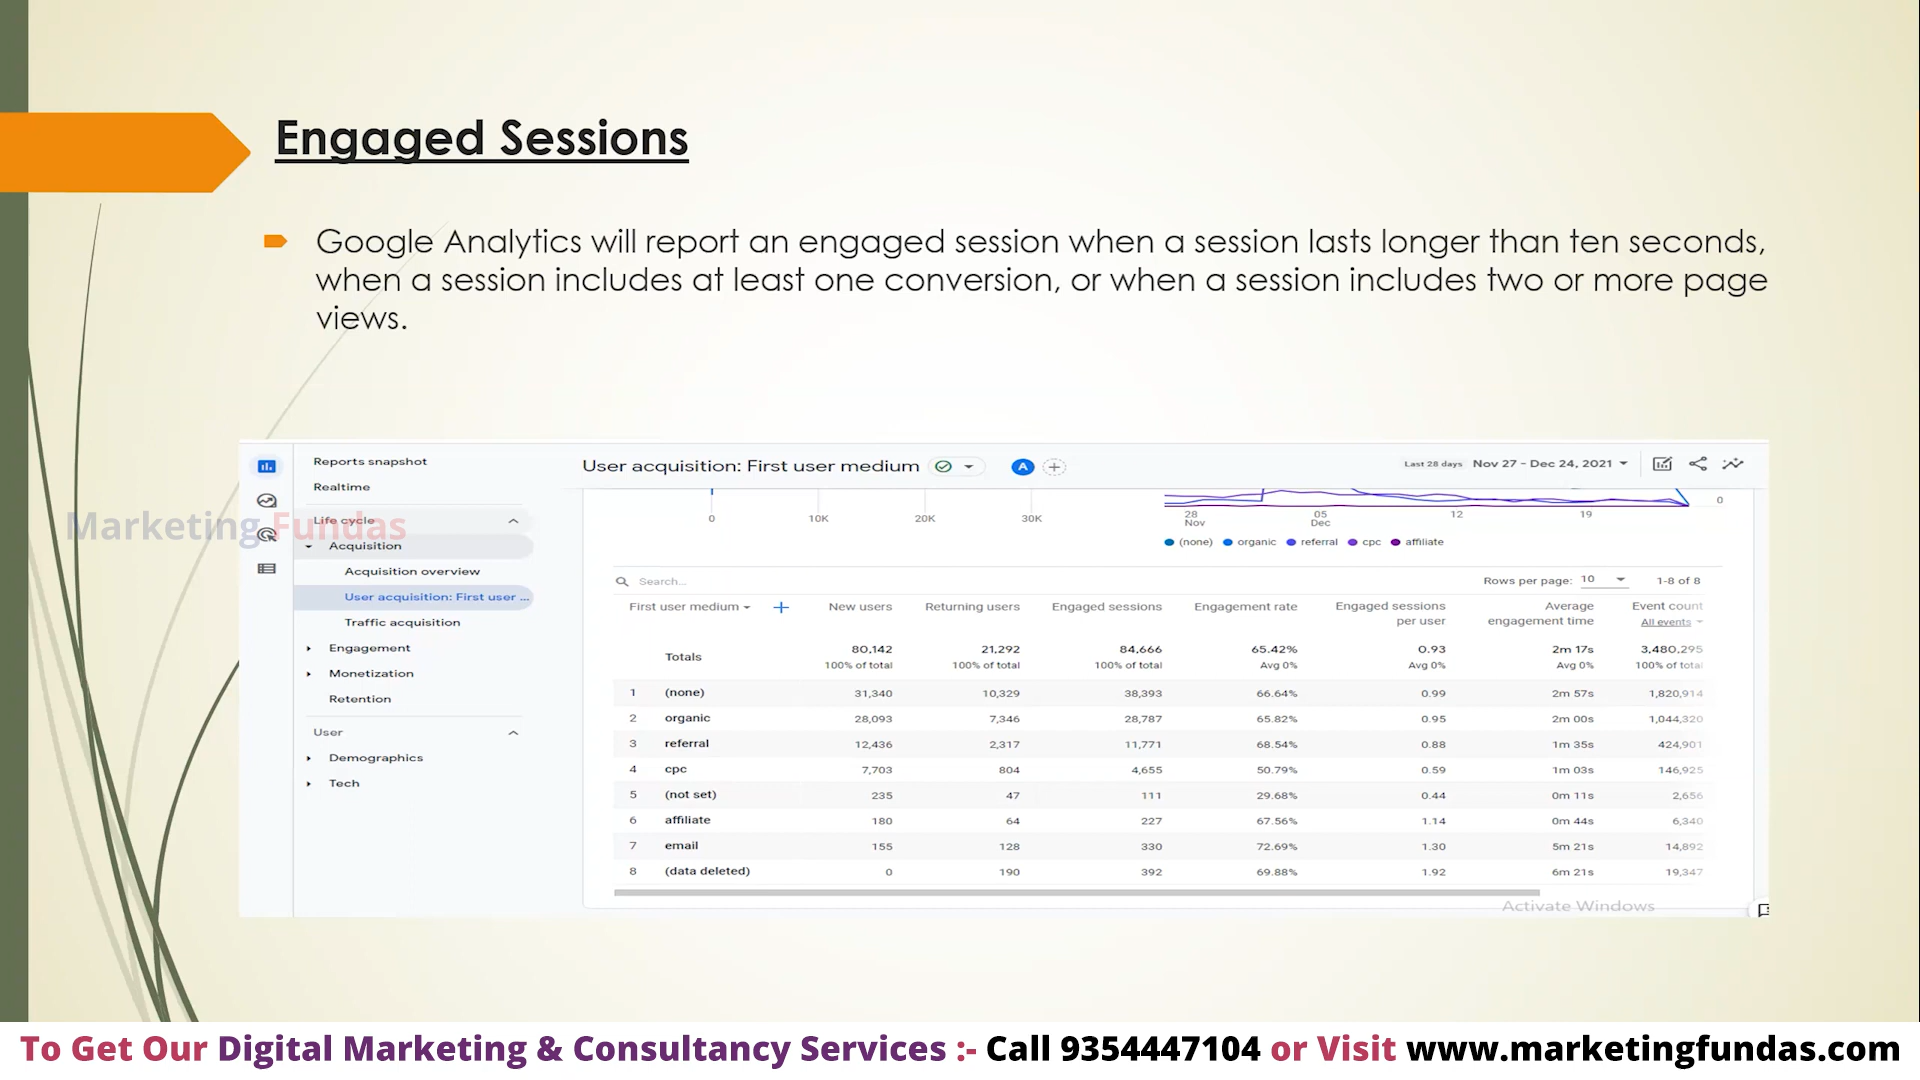 Engaged Sessions
Google Analytics will report an engaged session when a session lasts longer than ten seconds,
when a session includes at least one conversion, or when a session includes two or more page
views.
Marketing Fundas
Reports snapshot
Realtime
Life cycle
Acquisition
Acquisition overview
User acquisition: First user ...
Traffic acquisition
Engagement
Monetization
Retention
User
Demographics
Tech
User acquisition: First user medium
A
Last 28 days Nov 27 - Dec 24, 2021
0 10K 20K 30K
0
28 05 12 19
Nov Dec
(none) organic referral cpc affiliate
Search...
Rows per page: 10 1-8 of 8
First user medium + New users Returning users Engaged sessions Engagement rate Engaged sessions Average Event count
per user engagement time All events
Totals 80,142 21,292 84,666 65.42% 0.93 2m 17s 3,480,295
100% of total 100% of total 100% of total Avg 0% Avg 0% Avg 0% 100% of total
1 (none) 31,340 10,329 38,393 66.64% 0.99 2m 57s 1,820,914
2 organic 28,093 7,346 28,787 65.82% 0.95 2m 00s 1,044,320
3 referral 12,436 2,317 11,771 68.54% 0.88 1m 35s 424,901
4 cpc 7,703 804 4,655 50.79% 0.59 1m 03s 146,925
5 (not set) 235 47 111 29.68% 0.44 0m 11s 2,656
6 affiliate 180 64 227 67.56% 1.14 0m 44s 6,340
7 email 155 128 330 72.69% 1.30 5m 21s 14,892
8 (data deleted) 0 190 392 69.88% 1.92 6m 21s 19,347
Activate Windows
To Get Our Digital Marketing & Consultancy Services :- Call 9354447104 or Visit www.marketingfundas.com